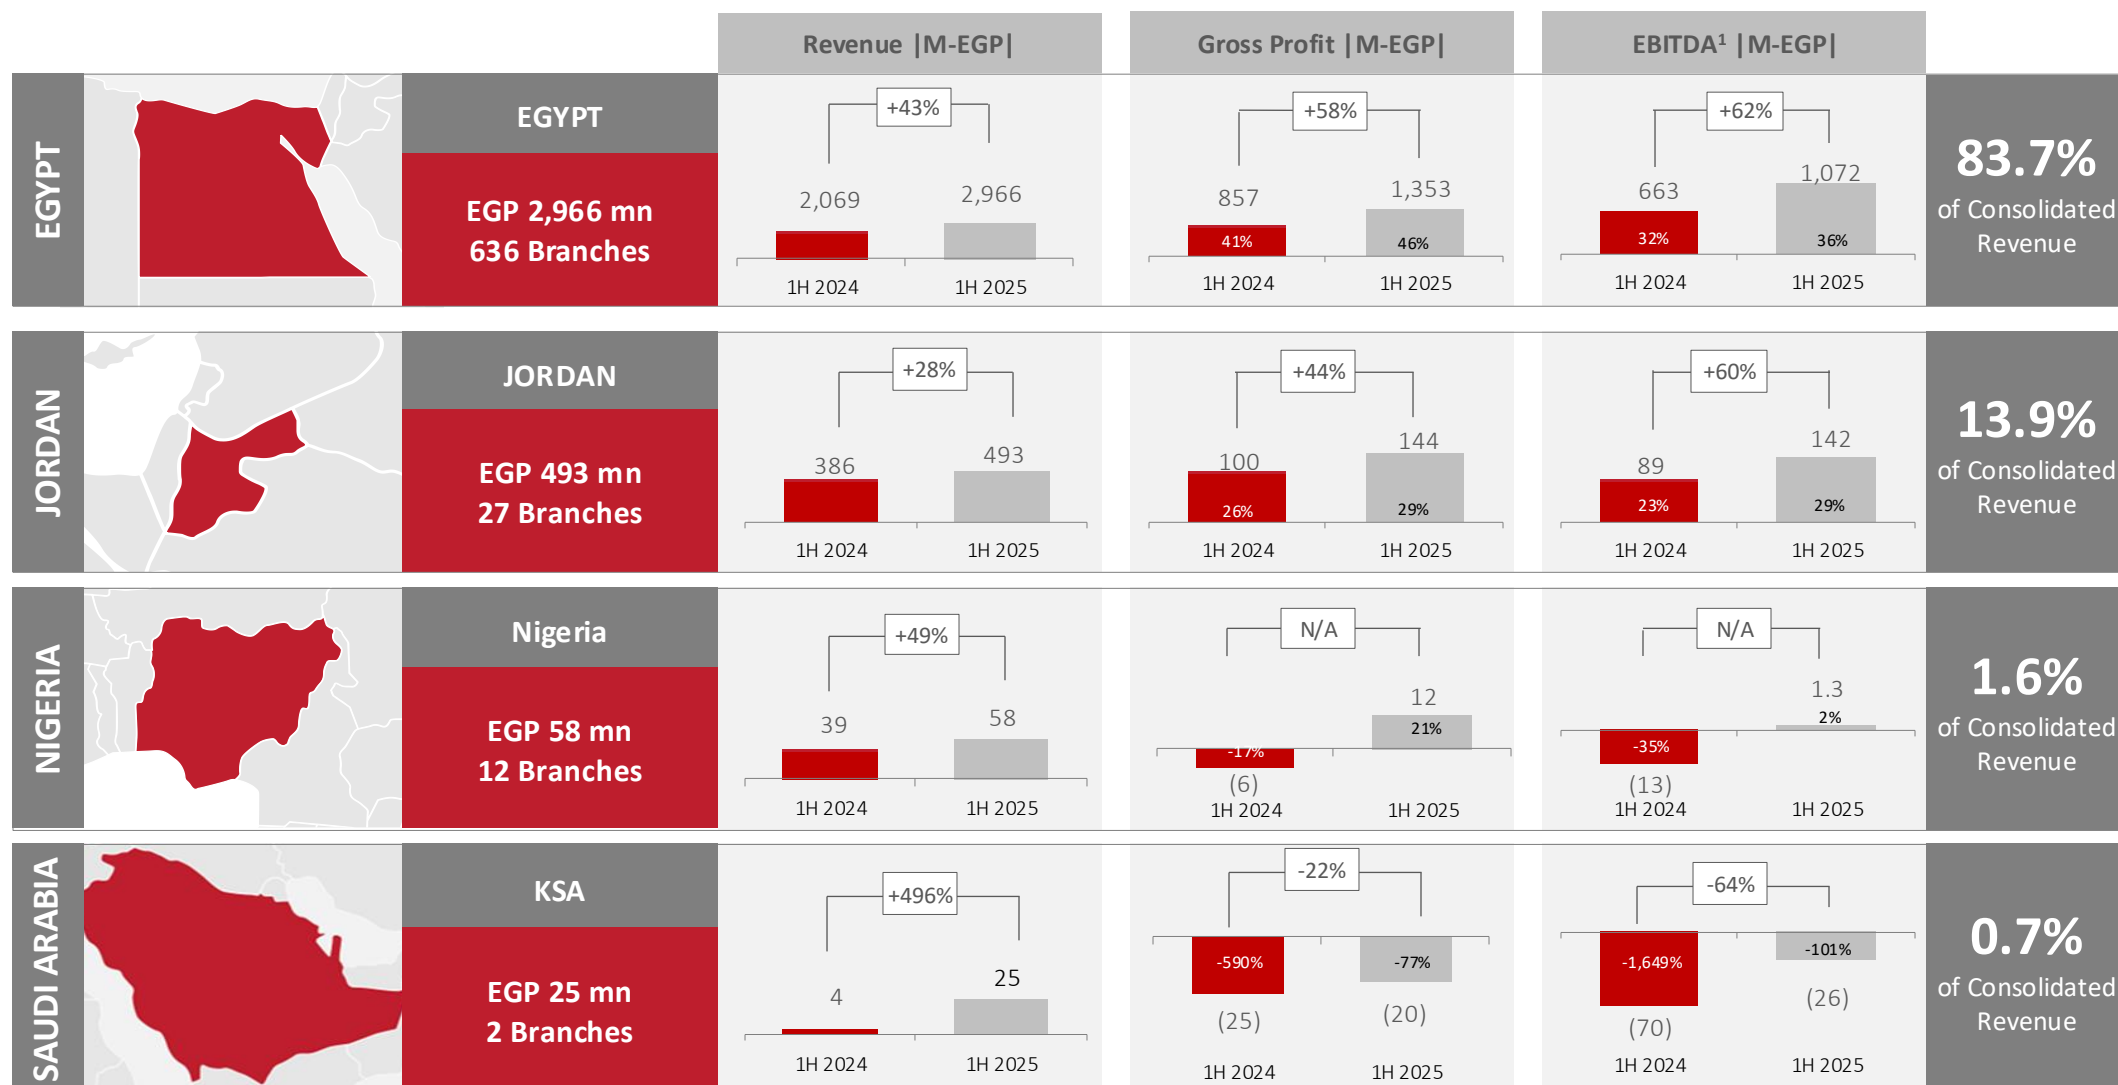 Revenue |M-EGP|
Gross Profit |M-EGP|
EBITDA¹ |M-EGP|
EGYPT
EGYPT
EGP 2,966 mn
636 Branches
+43%
2,069
2,966
1H 2024
1H 2025
+58%
857
1,353
41%
46%
1H 2024
1H 2025
+62%
663
1,072
32%
36%
1H 2024
1H 2025
83.7%
of Consolidated
Revenue
JORDAN
JORDAN
EGP 493 mn
27 Branches
+28%
386
493
1H 2024
1H 2025
+44%
100
144
26%
29%
1H 2024
1H 2025
+60%
89
142
23%
29%
1H 2024
1H 2025
13.9%
of Consolidated
Revenue
NIGERIA
Nigeria
EGP 58 mn
12 Branches
+49%
39
58
1H 2024
1H 2025
N/A
12
21%
-17%
(6)
1H 2024
1H 2025
N/A
1.3
2%
-35%
(13)
1H 2024
1H 2025
1.6%
of Consolidated
Revenue
SAUDI ARABIA
KSA
EGP 25 mn
2 Branches
+496%
4
25
1H 2024
1H 2025
-22%
-590%
-77%
(25)
(20)
1H 2024
1H 2025
-64%
-1,649%
-101%
(70)
(26)
1H 2024
1H 2025
0.7%
of Consolidated
Revenue